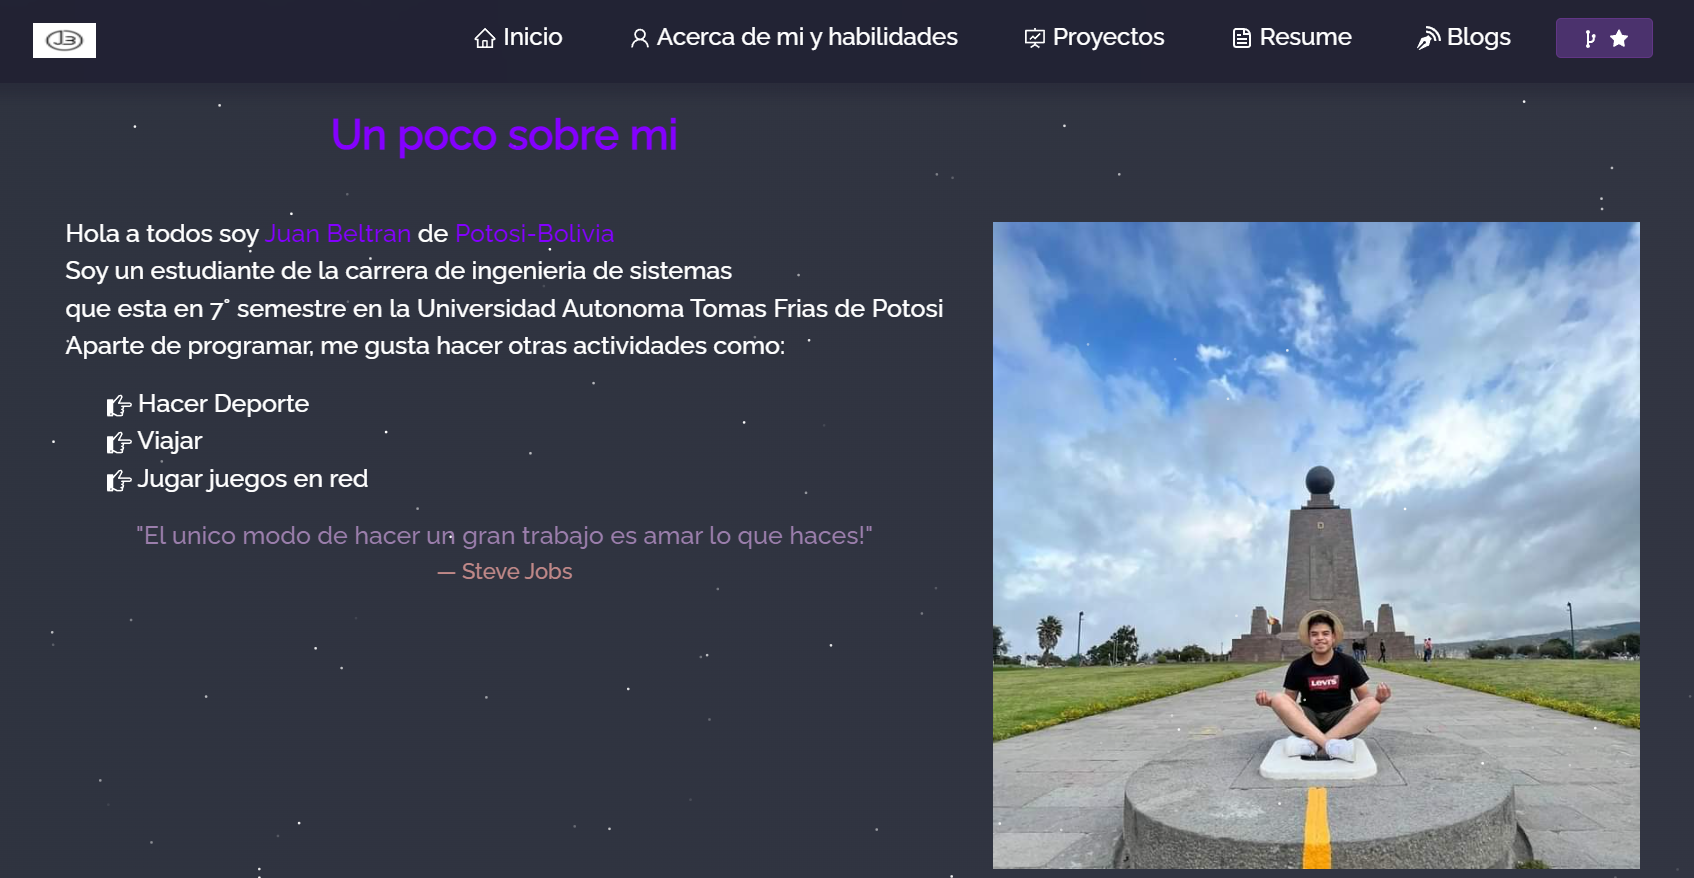 JB
Inicio
Acerca de mi y habilidades
Proyectos
Resume
Blogs
Un poco sobre mi
Hola a todos soy Juan Beltran de Potosi-Bolivia
Soy un estudiante de la carrera de ingenieria de sistemas
que esta en 7° semestre en la Universidad Autonoma Tomas Frias de Potosi
Aparte de programar, me gusta hacer otras actividades como:
Hacer Deporte
Viajar
Jugar juegos en red
"El unico modo de hacer un gran trabajo es amar lo que haces!"
— Steve Jobs
Levi's